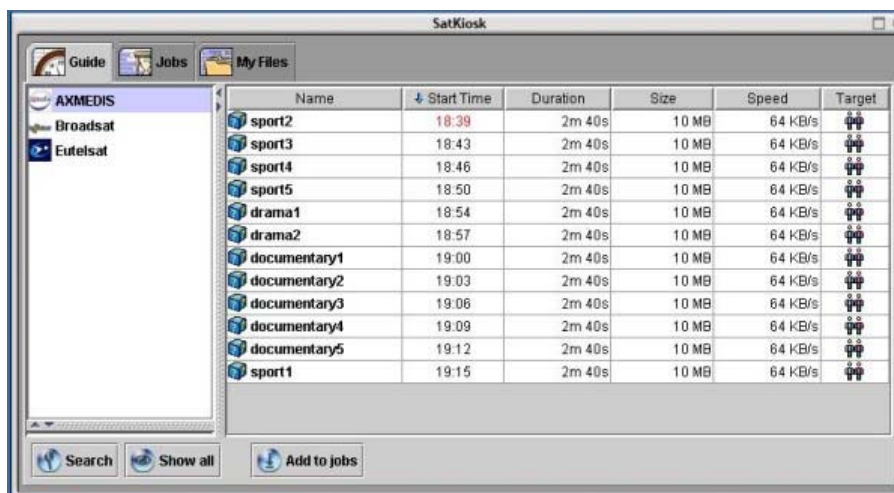 SatKiosk
Guide Jobs My Files
AXMEDIS
Broadsat
Eutelsat
Name Start Time Duration Size Speed Target
sport2 18:39 2m 40s 10 MB 64 KB/s
sport3 18:43 2m 40s 10 MB 64 KB/s
sport4 18:46 2m 40s 10 MB 64 KB/s
sport5 18:50 2m 40s 10 MB 64 KB/s
drama1 18:54 2m 40s 10 MB 64 KB/s
drama2 18:57 2m 40s 10 MB 64 KB/s
documentary1 19:00 2m 40s 10 MB 64 KB/s
documentary2 19:03 2m 40s 10 MB 64 KB/s
documentary3 19:06 2m 40s 10 MB 64 KB/s
documentary4 19:09 2m 40s 10 MB 64 KB/s
documentary5 19:12 2m 40s 10 MB 64 KB/s
sport1 19:15 2m 40s 10 MB 64 KB/s
Search Show all Add to jobs